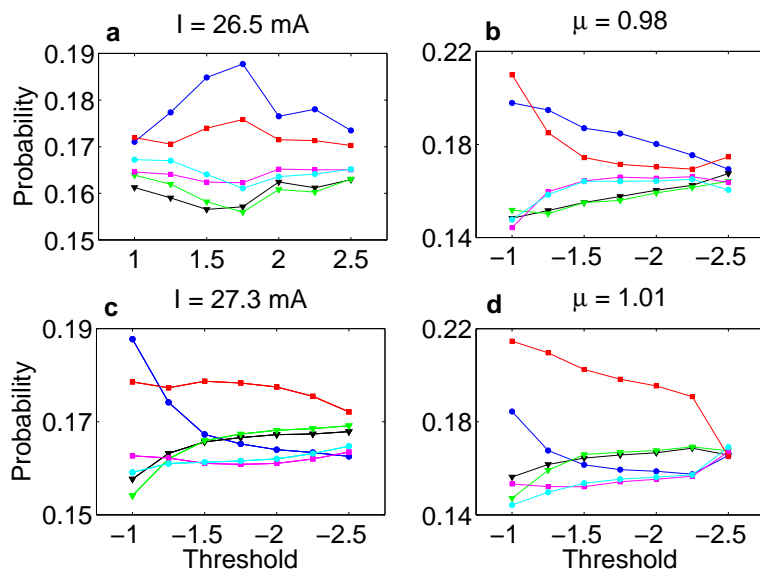 a
I = 26.5 mA
b
μ = 0.98
Probability
0.19
0.18
0.17
0.16
0.15
1
1.5
2
2.5
0.22
0.18
0.14
−1
−1.5
−2
−2.5
c
I = 27.3 mA
d
μ = 1.01
Probability
0.19
0.17
0.15
−1
−1.5
−2
−2.5
Threshold
0.22
0.18
0.14
−1
−1.5
−2
−2.5
Threshold